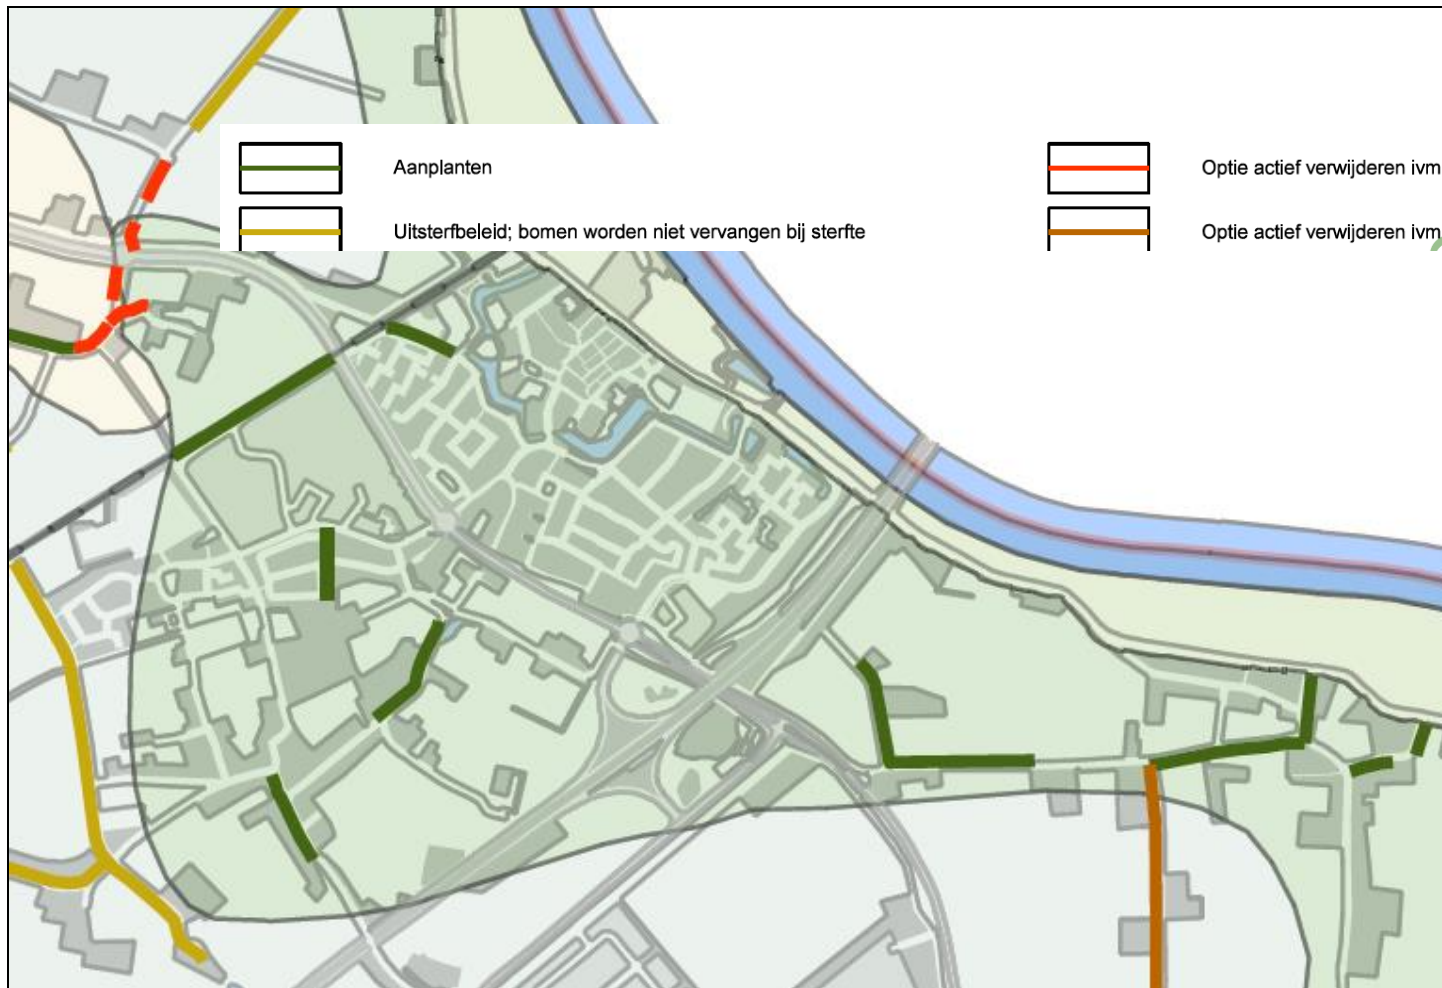 Aanplanten
Optie actief verwijderen ivm
Uitsterfbeleid; bomen worden niet vervangen bij sterfte
Optie actief verwijderen ivm